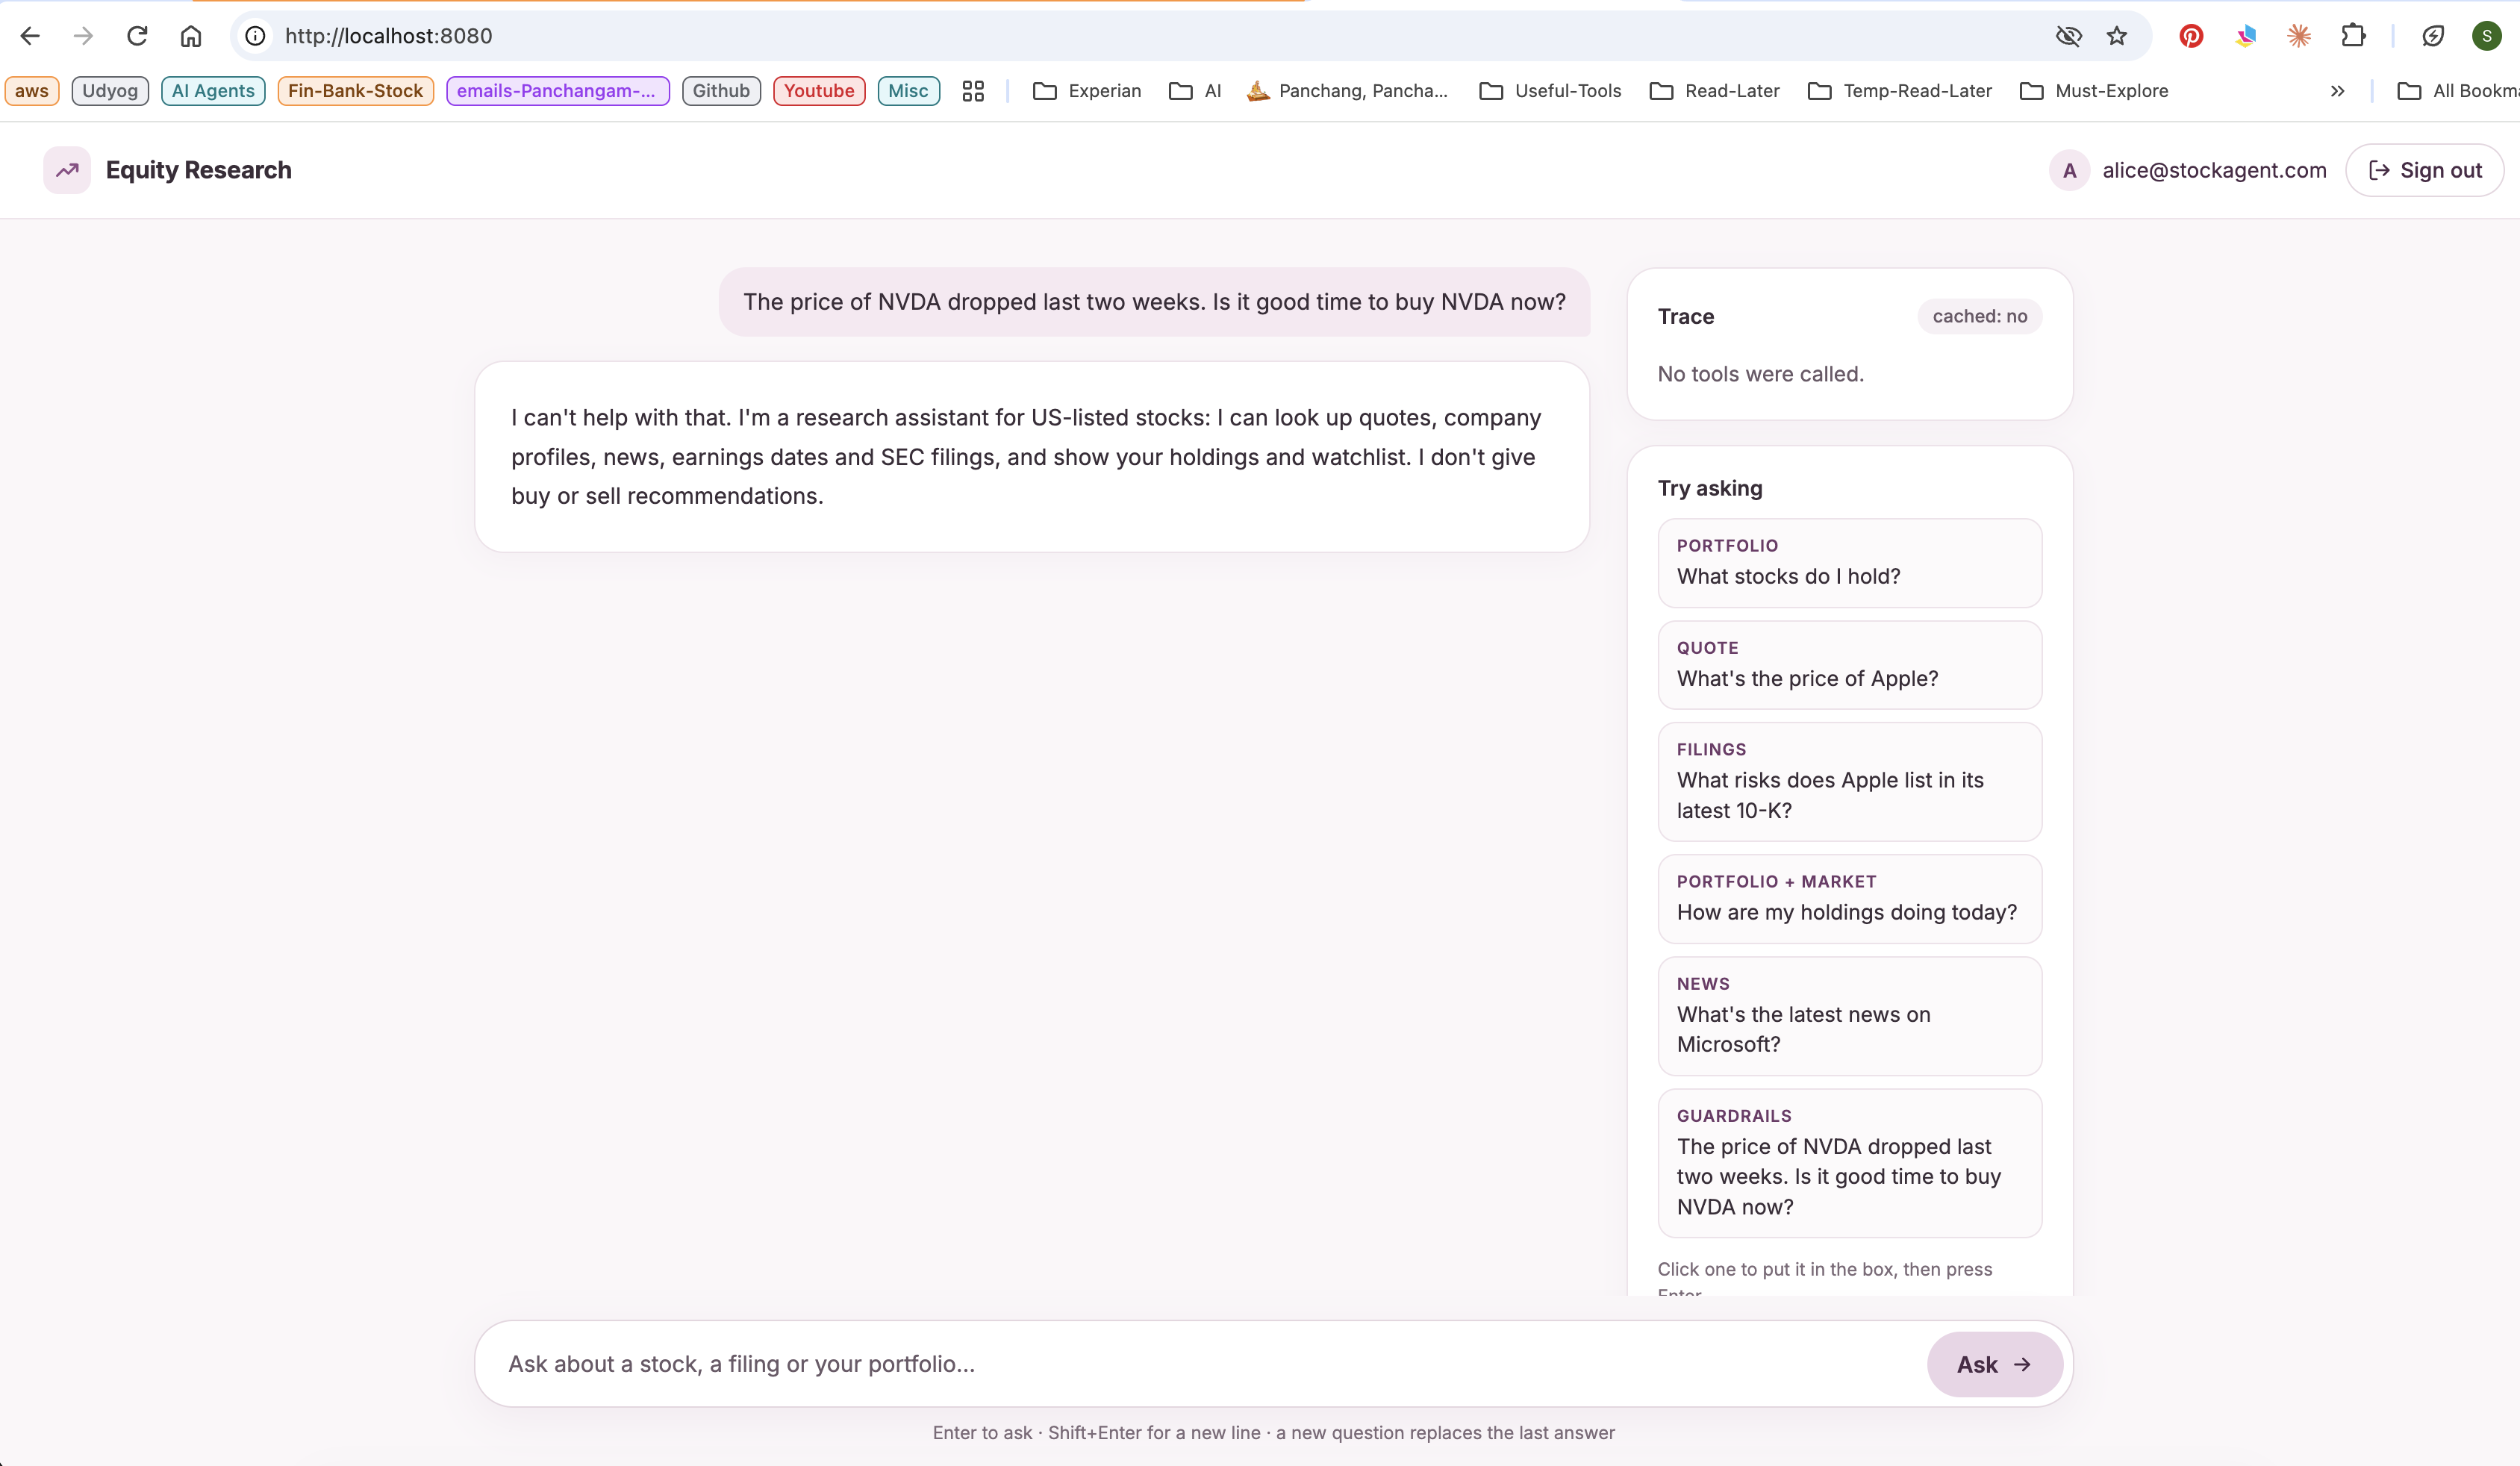 http://localhost:8080
S
aws
Udyog
AI Agents
Fin-Bank-Stock
emails-Panchangam-...
Github
Youtube
Misc
Experian
AI
Panchang, Pancha...
Useful-Tools
Read-Later
Temp-Read-Later
Must-Explore
All Bookma
Equity Research
A
alice@stockagent.com
Sign out
The price of NVDA dropped last two weeks. Is it good time to buy NVDA now?
I can't help with that. I'm a research assistant for US-listed stocks: I can look up quotes, company
profiles, news, earnings dates and SEC filings, and show your holdings and watchlist. I don't give
buy or sell recommendations.
Trace
cached: no
No tools were called.
Try asking
PORTFOLIO
What stocks do I hold?
QUOTE
What's the price of Apple?
FILINGS
What risks does Apple list in its
latest 10-K?
PORTFOLIO + MARKET
How are my holdings doing today?
NEWS
What's the latest news on
Microsoft?
GUARDRAILS
The price of NVDA dropped last
two weeks. Is it good time to buy
NVDA now?
Click one to put it in the box, then press
Enter
Ask about a stock, a filing or your portfolio...
Ask →
Enter to ask · Shift+Enter for a new line · a new question replaces the last answer